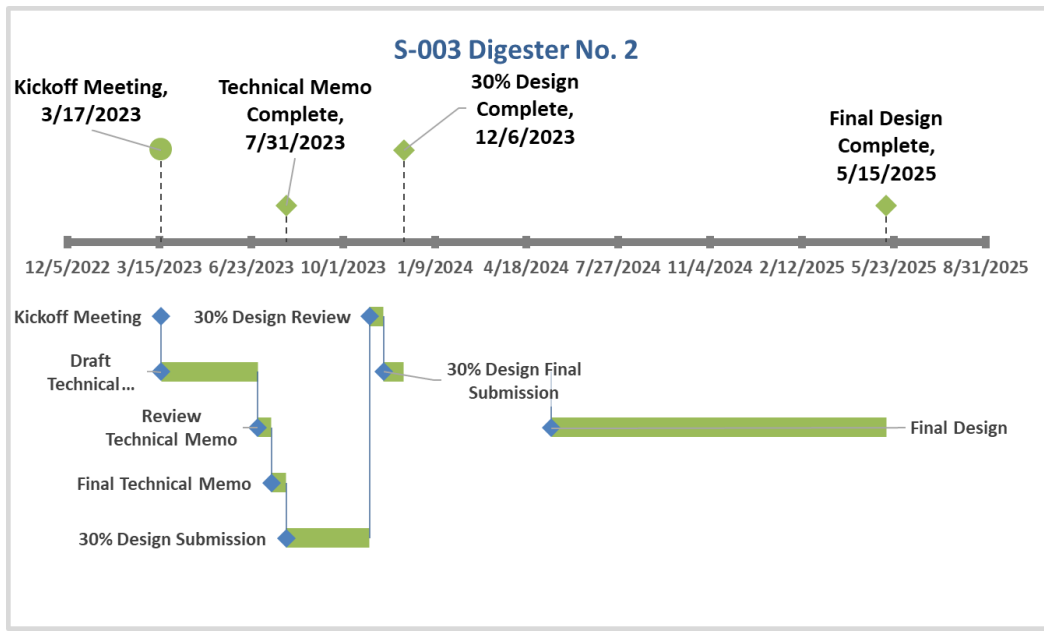 S-003 Digester No. 2
Kickoff Meeting,
3/17/2023
Technical Memo
Complete,
7/31/2023
30% Design
Complete,
12/6/2023
Final Design
Complete,
5/15/2025
12/5/2022 3/15/2023 6/23/2023 10/1/2023 1/9/2024 4/18/2024 7/27/2024 11/4/2024 2/12/2025 5/23/2025 8/31/2025
Kickoff Meeting
30% Design Review
Draft
Technical...
30% Design Final
Submission
Review
Technical Memo
Final Design
Final Technical Memo
30% Design Submission